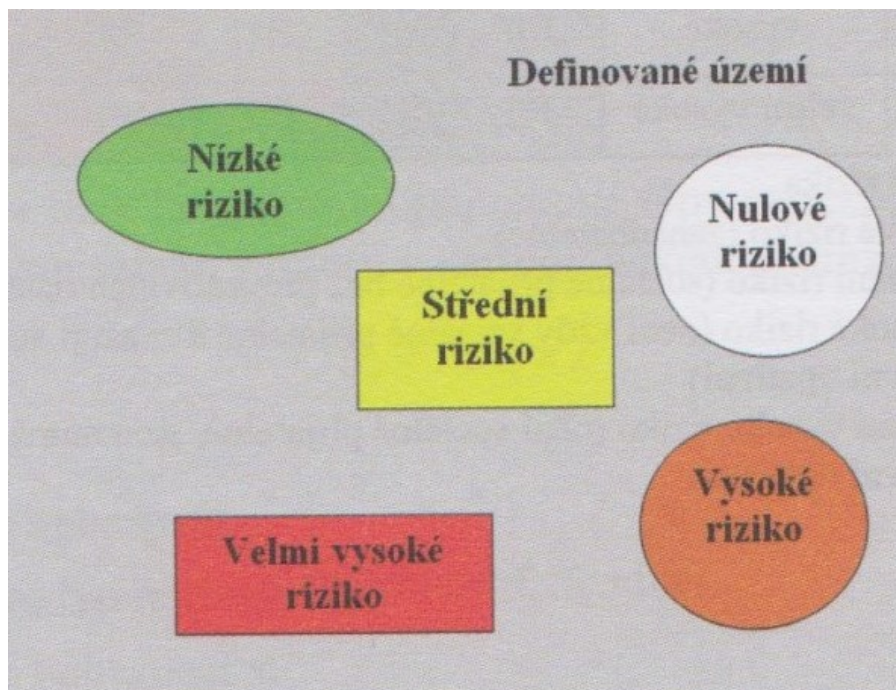 Definované území
Nízké
riziko
Nulové
riziko
Střední
riziko
Vysoké
riziko
Velmi vysoké
riziko